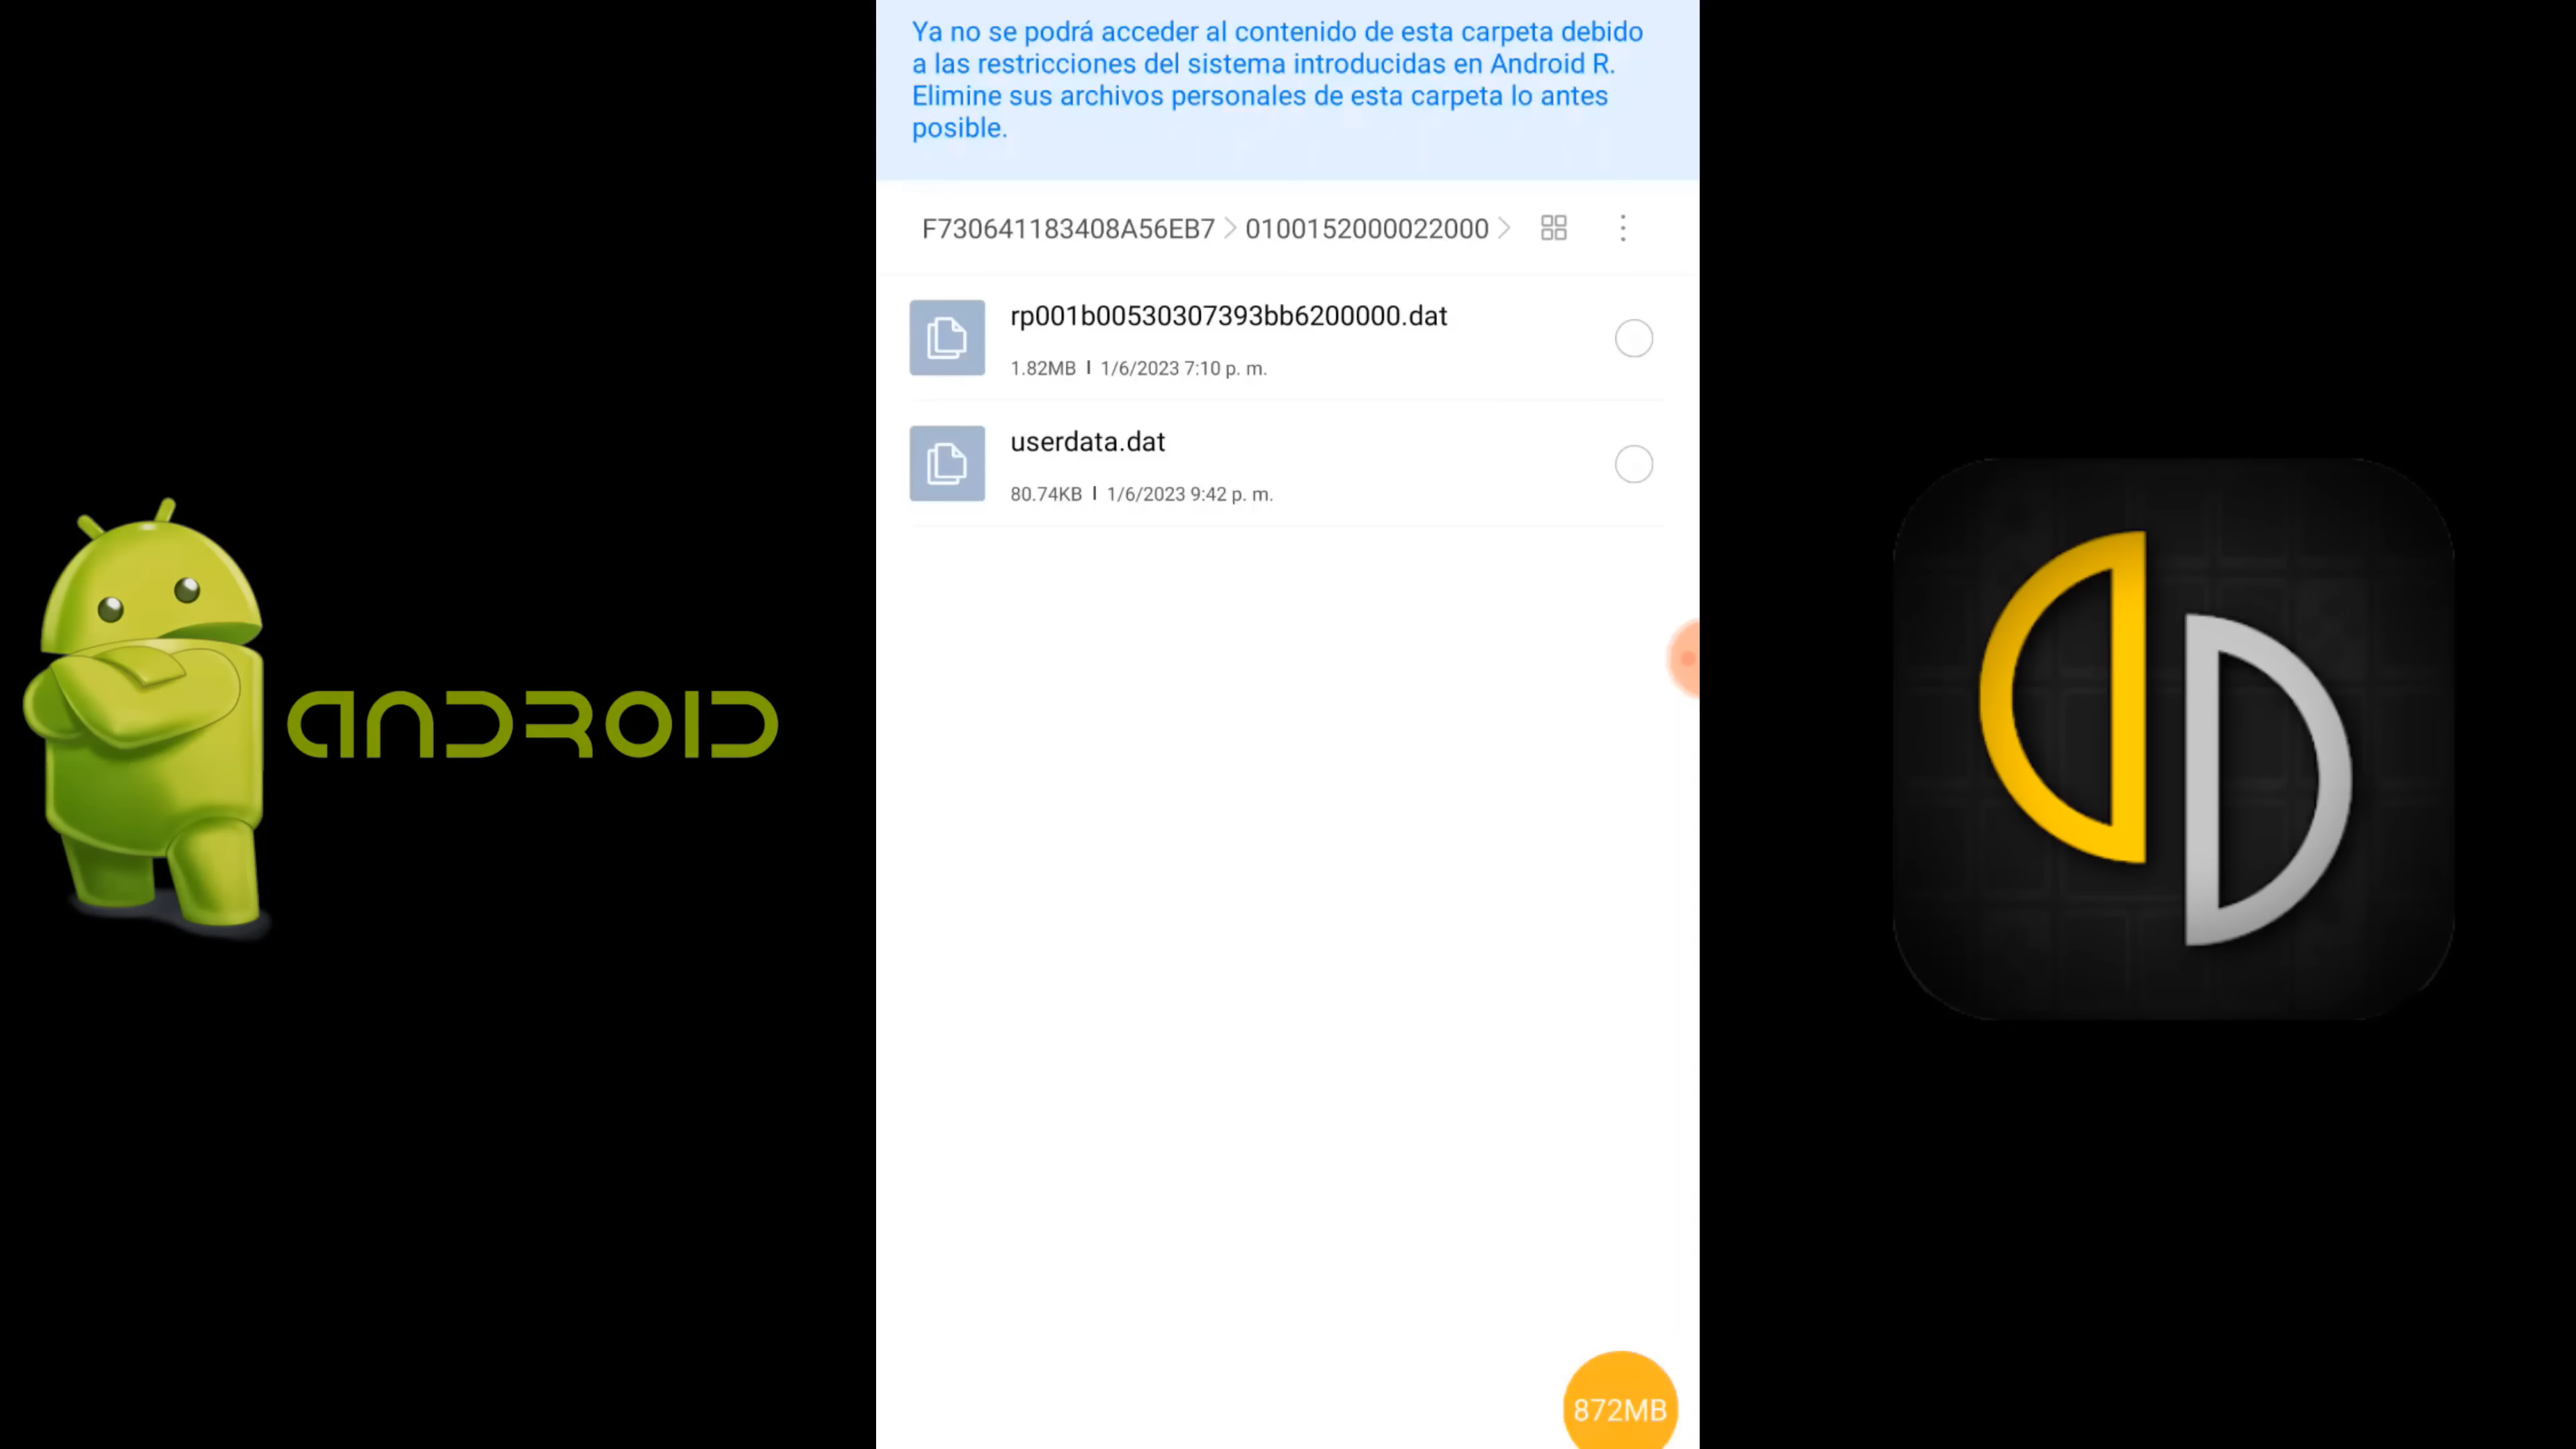 Ya no se podrá acceder al contenido de esta carpeta debido
a las restricciones del sistema introducidas en Android R.
Elimine sus archivos personales de esta carpeta lo antes
posible.
F730641183408A56EB7
0100152000022000
rp001b00530307393bb6200000.dat
1.82MB | 1/6/2023 7:10 p. m.
userdata.dat
80.74KB | 1/6/2023 9:42 p. m.
ANDROID
872MB